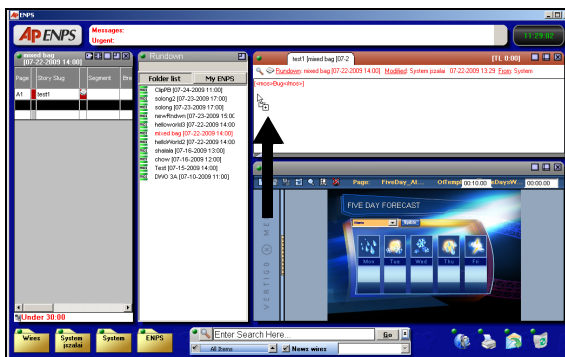 ENPS
AP ENPS
Messages:
Urgent:
11:29:02
mixed bag
[07-22-2009 14:00]
Page Story Slug Segment
A1 test1
Under 30:00
Rundown
Folder list My ENPS
ClipPB [07-24-2009 11:00]
solong2 [07-23-2009 17:00]
solong [07-23-2009 17:00]
newRndwn [07-23-2009 15:00
helloworld3 [07-22-2009 14:00
mixed bag [07-22-2009 14:00]
helloWorld2 [07-22-2009 14:00
shalala [07-16-2009 13:00]
chow [07-16-2009 12:00]
Test [07-15-2009 14:00]
DWO 3A [07-10-2009 11:00]
test1 [mixed bag [07-2
[TL 0:00]
Rundown: mixed bag [07-22-2009 14:00] Modified: System jszalai 07-22-2009 13:29 From: System
[<mos>Bug</mos>]
Page: FiveDay_Al...
00:10.00
00:00.00
FIVE DAY FORECAST
Mon Tue Wed Thu Fri
VERTIGO
Wires
System jszalai
System
ENPS
Enter Search Here...
Go
All Items
News wires